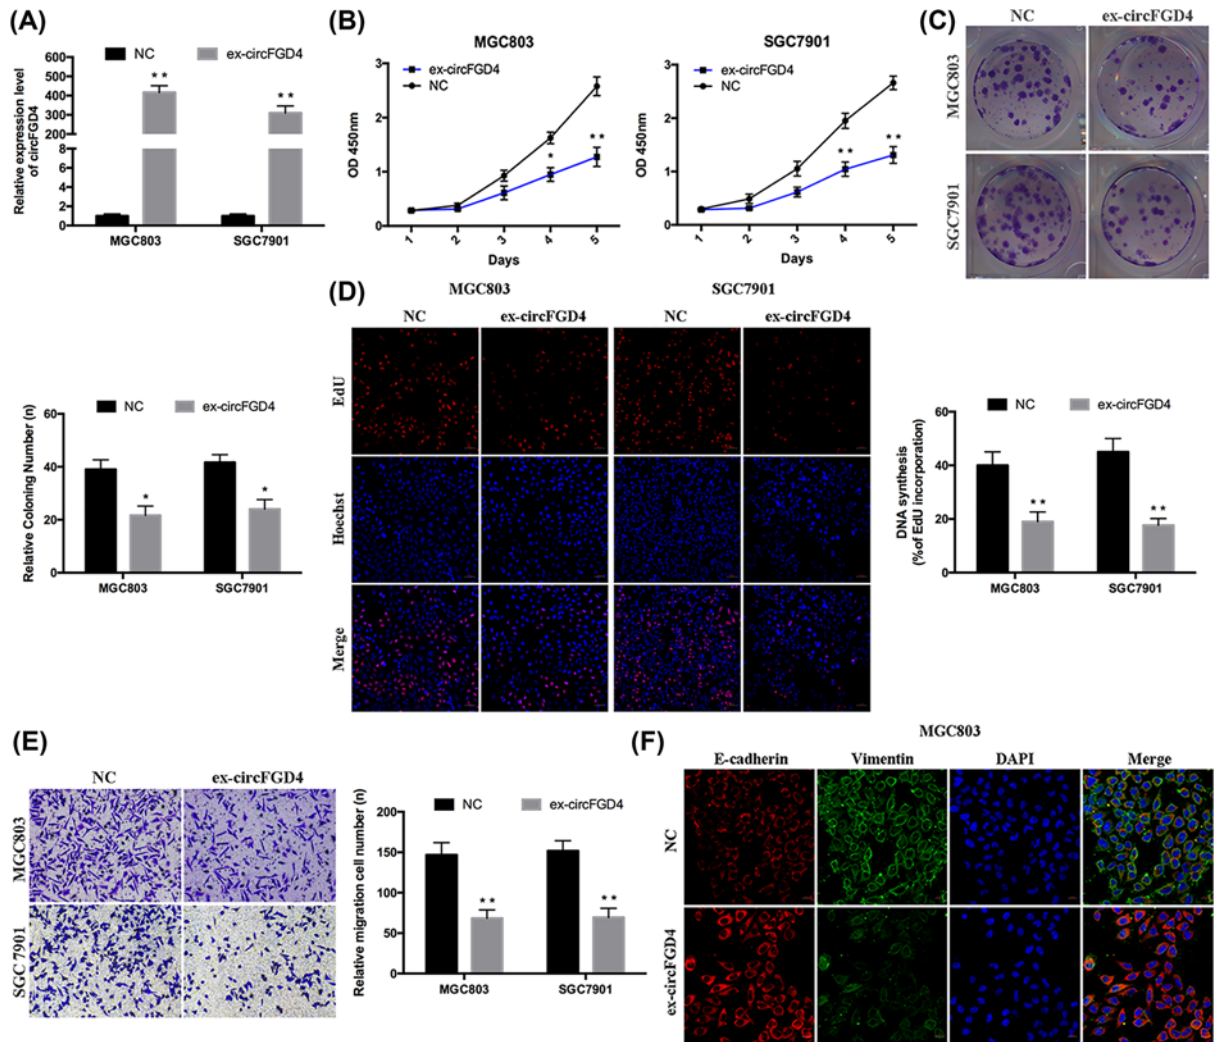 (A)
NC ex-circFGD4
Relative expression level
of circFGD4
600
500
400
300
200
8
6
4
2
0
**
**
MGC803 SGC7901
(B)
MGC803
ex-circFGD4
NC
OD 450nm
3
2
1
0
*
**
1 2 3 4 5
Days
SGC7901
ex-circFGD4
NC
OD 450nm
3
2
1
0
**
**
1 2 3 4 5
Days
(C)
NC ex-circFGD4
MGC803
SGC7901
NC ex-circFGD4
Relative Coloning Number (n)
60
40
20
0
*
*
MGC803 SGC7901
(D)
MGC803 SGC7901
NC ex-circFGD4 NC ex-circFGD4
EdU
Hoechst
Merge
NC ex-circFGD4
DNA synthesis
(% of EdU incorporation)
60
40
20
0
**
**
MGC803 SGC7901
(E)
NC ex-circFGD4
MGC803
SGC 7901
NC ex-circFGD4
Relative migration cell number (n)
200
150
100
50
0
**
**
MGC803 SGC7901
(F)
MGC803
E-cadherin Vimentin DAPI Merge
NC
ex-circFGD4